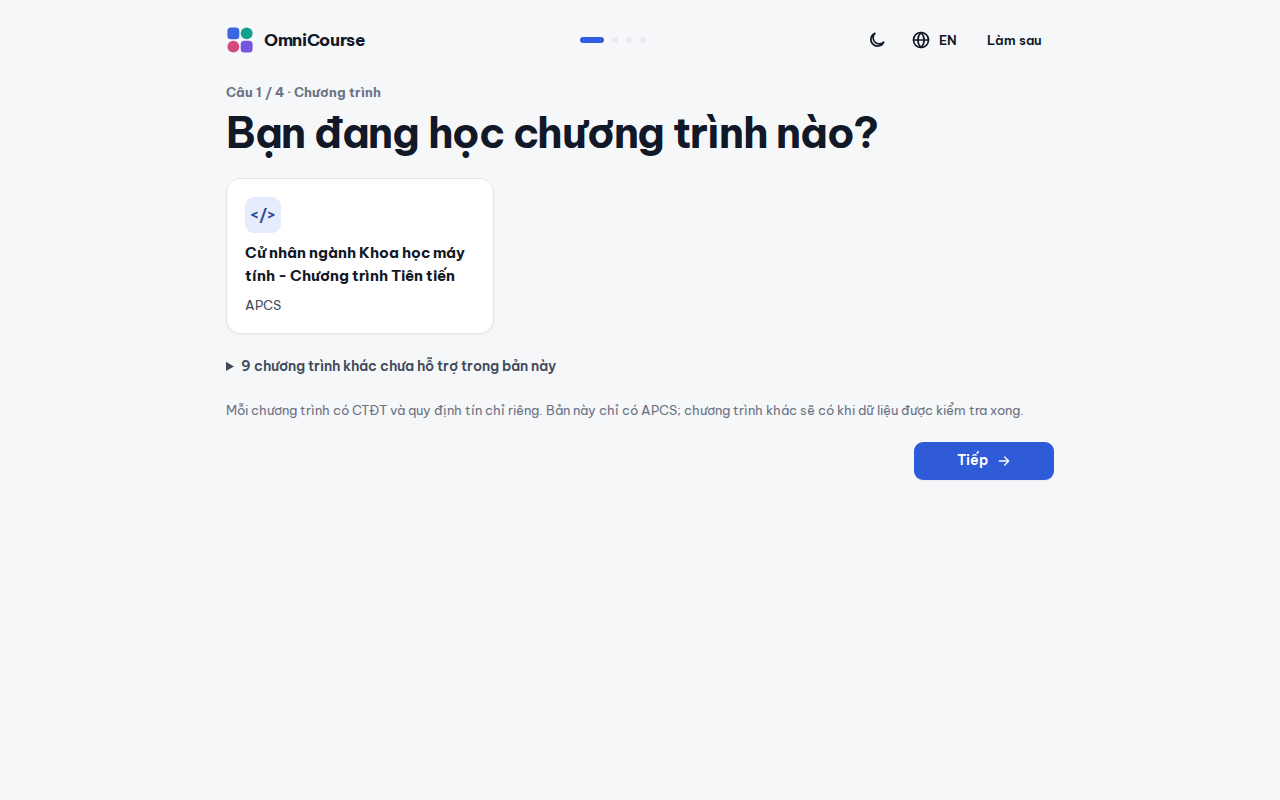 OmniCourse
EN
Làm sau
Câu 1 / 4 · Chương trình
Bạn đang học chương trình nào?
</>
Cử nhân ngành Khoa học máy
tính - Chương trình Tiên tiến
APCS
9 chương trình khác chưa hỗ trợ trong bản này
Mỗi chương trình có CTĐT và quy định tín chỉ riêng. Bản này chỉ có APCS; chương trình khác sẽ có khi dữ liệu được kiểm tra xong.
Tiếp →